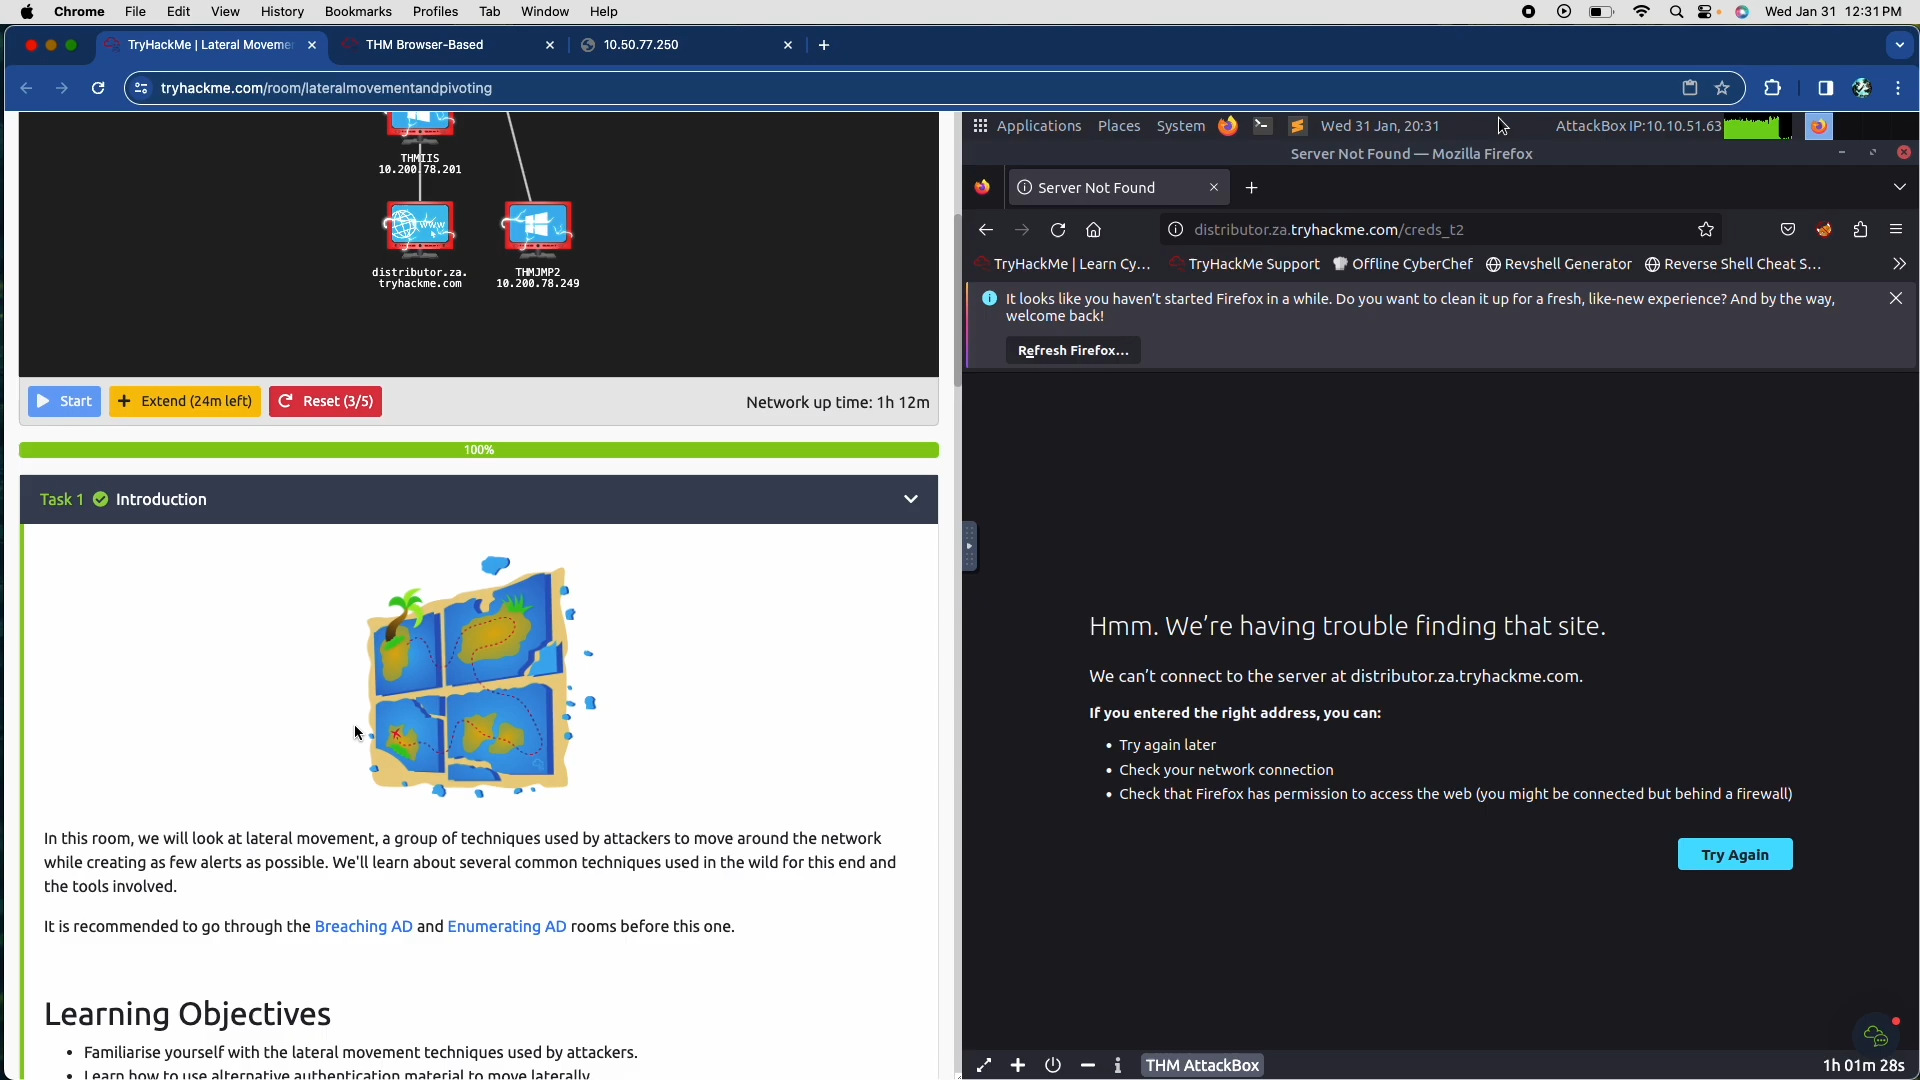 Chrome File Edit View History Bookmarks Profiles Tab Window Help Wed Jan 31 12:31 PM
TryHackMe | Lateral Moveme
THM Browser-Based
10.50.77.250
tryhackme.com/room/lateralmovementandpivoting
THMIIS
10.200.78.201
www
distributor.za.
tryhackme.com
THMJMP2
10.200.78.249
Start
Extend (24m left)
Reset (3/5)
Network up time: 1h 12m
100%
Task 1 Introduction
In this room, we will look at lateral movement, a group of techniques used by attackers to move around the network
while creating as few alerts as possible. We'll learn about several common techniques used in the wild for this end and
the tools involved.
It is recommended to go through the Breaching AD and Enumerating AD rooms before this one.
Learning Objectives
• Familiarise yourself with the lateral movement techniques used by attackers.
• Learn how to use alternative authentication material to move laterally.
Applications Places System Wed 31 Jan, 20:31 AttackBox IP:10.10.51.63
Server Not Found — Mozilla Firefox
Server Not Found
distributor.za.tryhackme.com/creds_t2
TryHackMe | Learn Cy... TryHackMe Support Offline CyberChef Revshell Generator Reverse Shell Cheat S...
It looks like you haven't started Firefox in a while. Do you want to clean it up for a fresh, like-new experience? And by the way,
welcome back!
Refresh Firefox...
Hmm. We're having trouble finding that site.
We can't connect to the server at distributor.za.tryhackme.com.
If you entered the right address, you can:
• Try again later
• Check your network connection
• Check that Firefox has permission to access the web (you might be connected but behind a firewall)
Try Again
THM AttackBox
1h 01m 28s